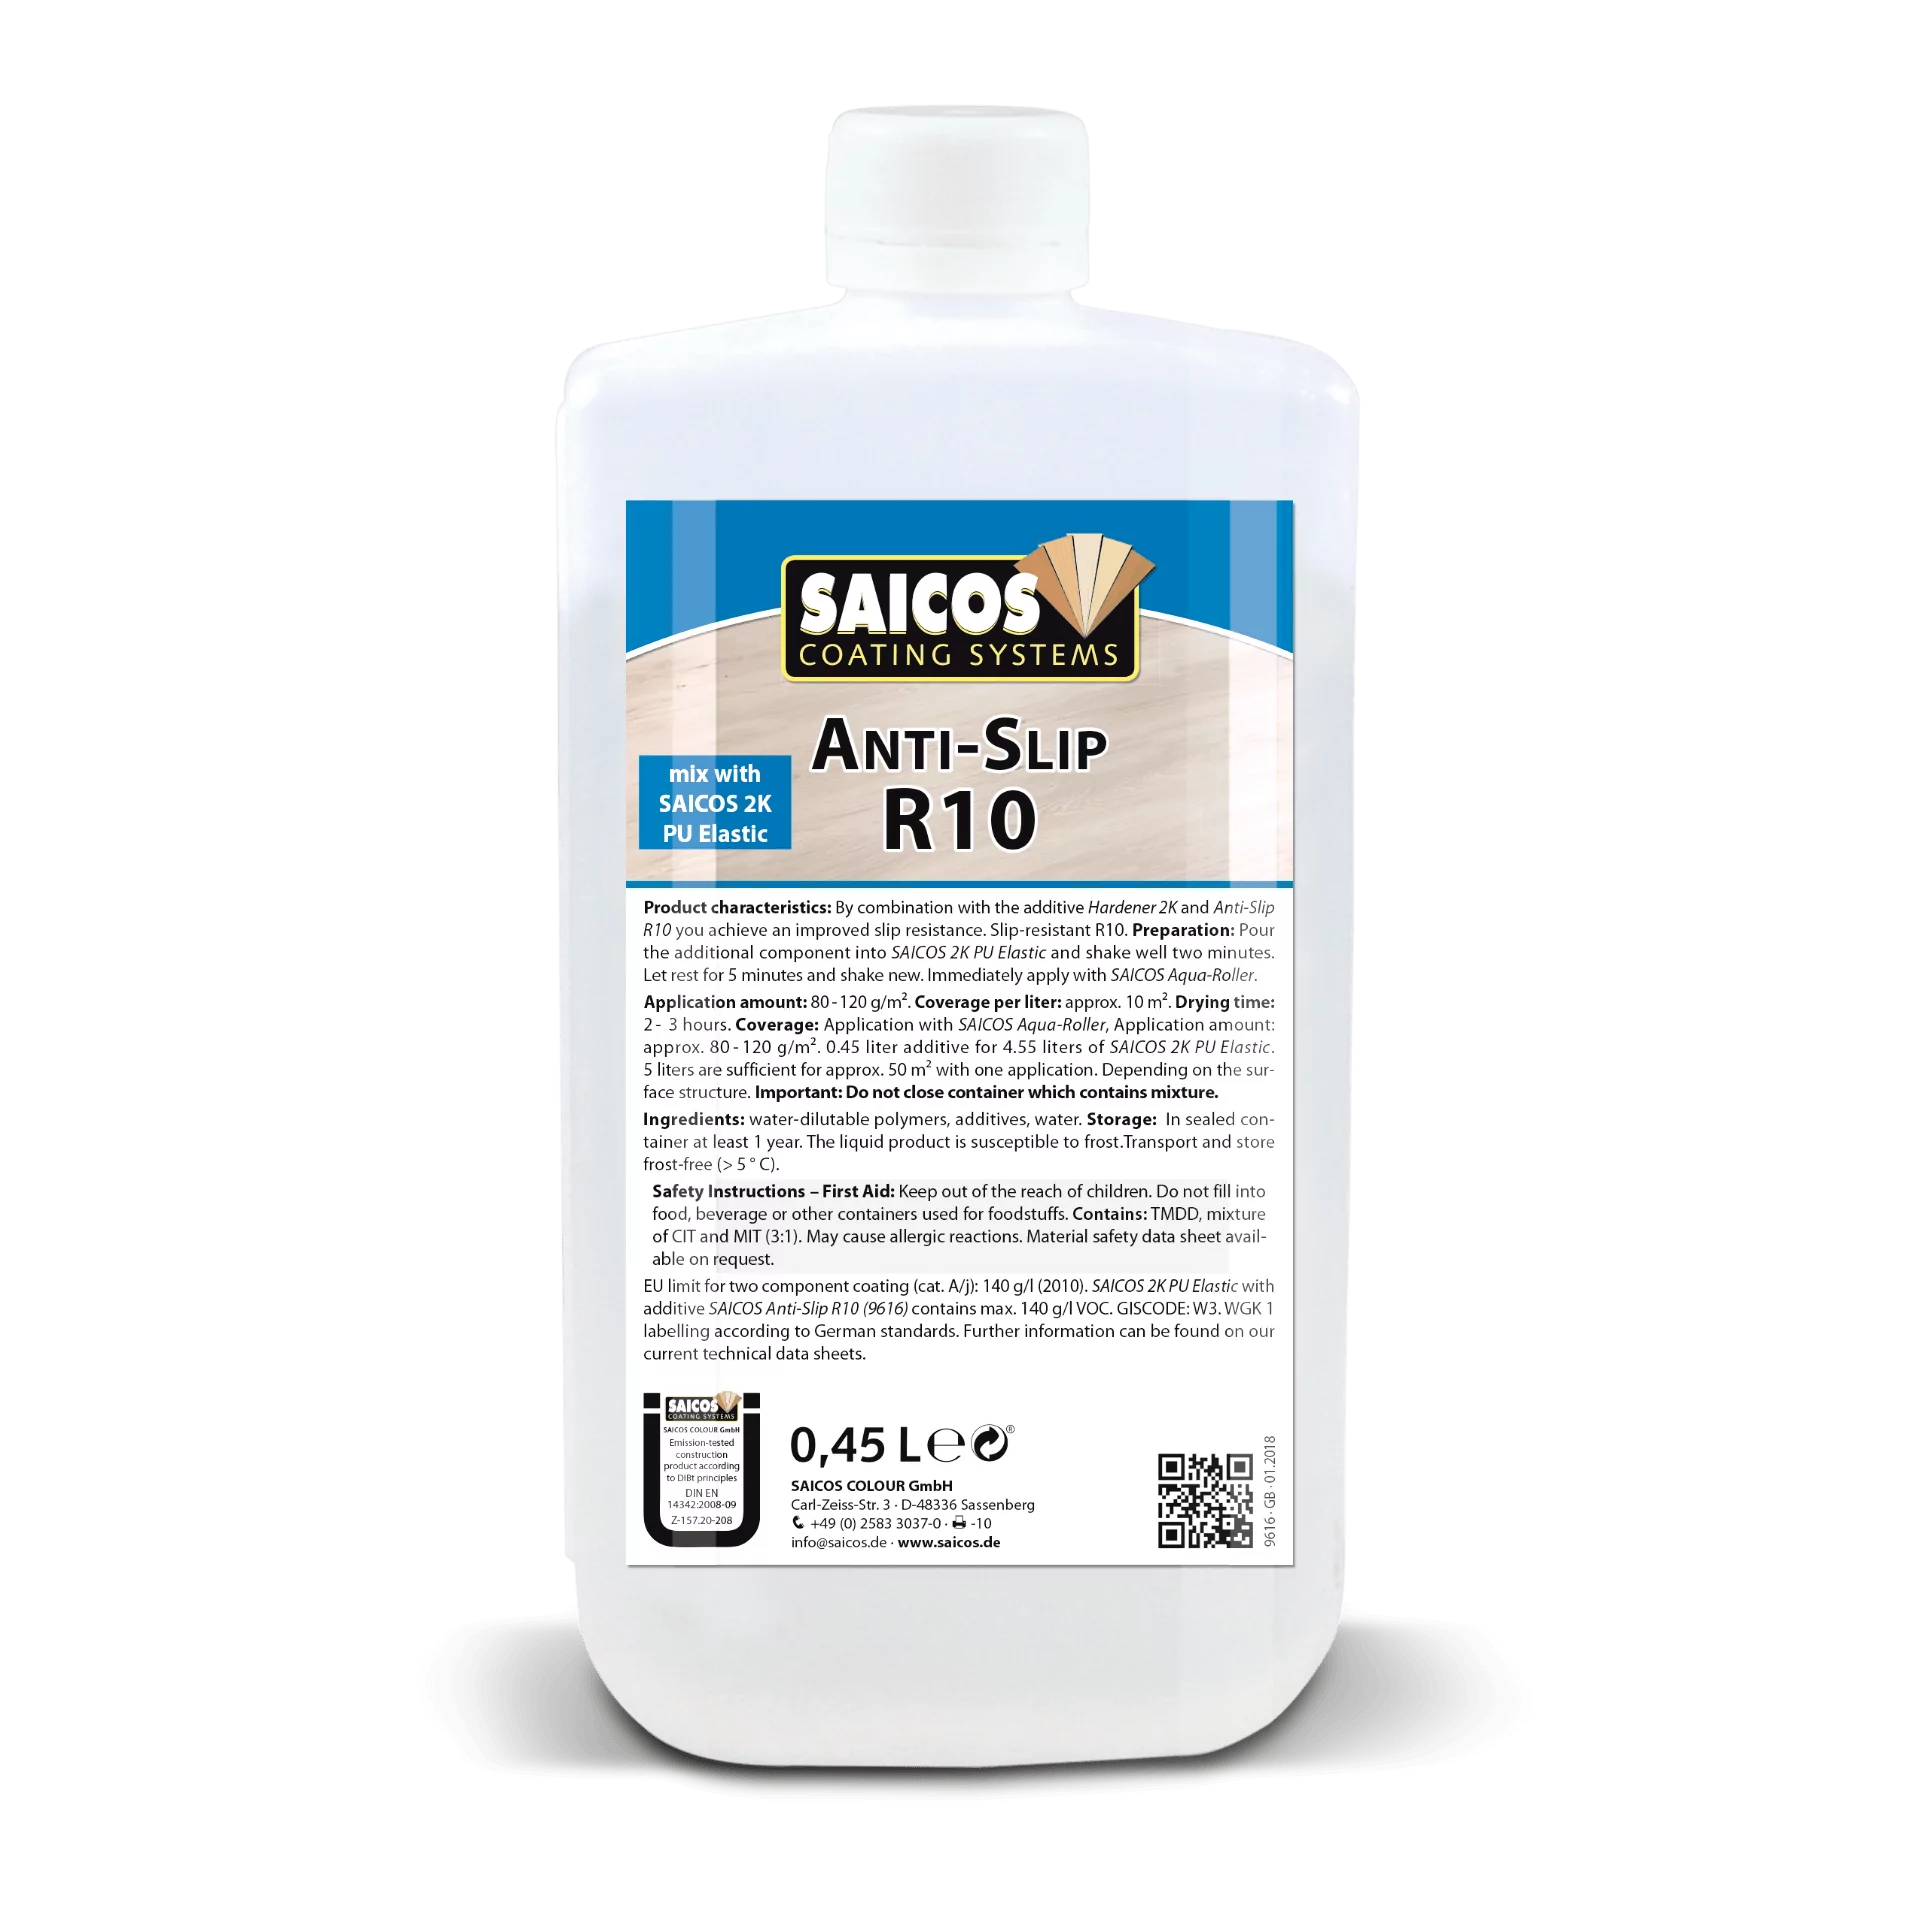 SAICOS
COATING SYSTEMS
ANTI-SLIP
R10
mix with
SAICOS 2K
PU Elastic
Product characteristics: By combination with the additive Hardener 2K and Anti-Slip
R10 you achieve an improved slip resistance. Slip-resistant R10. Preparation: Pour
the additional component into SAICOS 2K PU Elastic and shake well two minutes.
Let rest for 5 minutes and shake new. Immediately apply with SAICOS Aqua-Roller.
Application amount: 80-120 g/m². Coverage per liter: approx. 10 m². Drying time:
2- 3 hours. Coverage: Application with SAICOS Aqua-Roller, Application amount:
approx. 80-120 g/m². 0.45 liter additive for 4.55 liters of SAICOS 2K PU Elastic.
5 liters are sufficient for approx. 50 m² with one application. Depending on the sur-
face structure. Important: Do not close container which contains mixture.
Ingredients: water-dilutable polymers, additives, water. Storage: In sealed con-
tainer at least 1 year. The liquid product is susceptible to frost.Transport and store
frost-free (> 5 ° C).
Safety Instructions – First Aid: Keep out of the reach of children. Do not fill into
food, beverage or other containers used for foodstuffs. Contains: TMDD, mixture
of CIT and MIT (3:1). May cause allergic reactions. Material safety data sheet avail-
able on request.
EU limit for two component coating (cat. A/j): 140 g/l (2010). SAICOS 2K PU Elastic with
additive SAICOS Anti-Slip R10 (9616) contains max. 140 g/l VOC. GISCODE: W3. WGK 1
labelling according to German standards. Further information can be found on our
current technical data sheets.
SAICOS
COATING SYSTEMS
SAICOS COLOUR GmbH
Emission-tested
construction
product according
to DIBt principles
DIN EN
14342:2008-09
Z-157.20-208
0,45 L ℮ ®
SAICOS COLOUR GmbH
Carl-Zeiss-Str. 3 · D-48336 Sassenberg
+49 (0) 2583 3037-0 · -10
info@saicos.de · www.saicos.de
9616 · GB · 01.2018